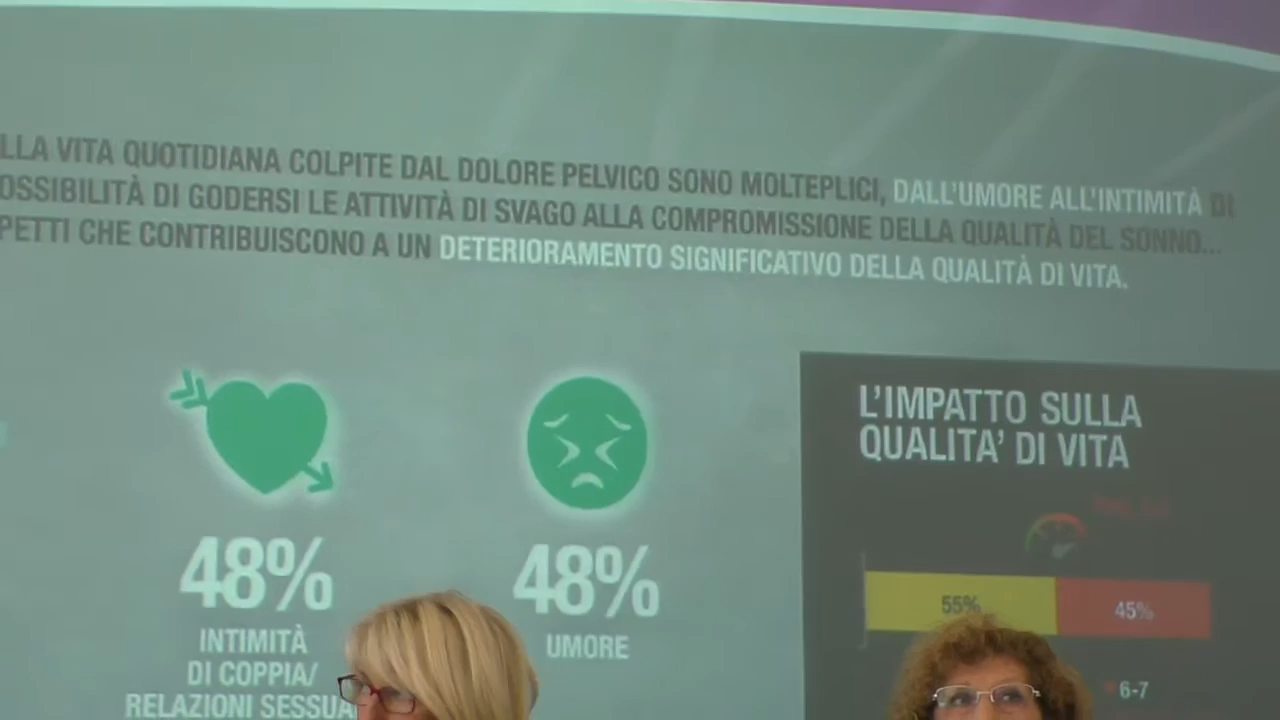 LLA VITA QUOTIDIANA COLPITE DAL DOLORE PELVICO SONO MOLTEPLICI, DALL'UMORE ALL'INTIMITÀ DI
OSSIBILITÀ DI GODERSI LE ATTIVITÀ DI SVAGO ALLA COMPROMISSIONE DELLA QUALITÀ DEL SONNO...
PETTI CHE CONTRIBUISCONO A UN DETERIORAMENTO SIGNIFICATIVO DELLA QUALITÀ DI VITA.
48%
INTIMITÀ
DI COPPIA/
RELAZIONI SESSUA
48%
UMORE
L'IMPATTO SULLA
QUALITA' DI VITA
55%
45%
6-7